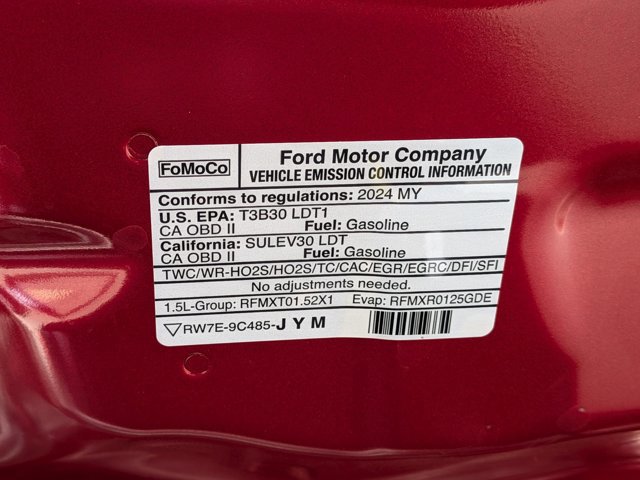 FoMoCo
Ford Motor Company
VEHICLE EMISSION CONTROL INFORMATION
Conforms to regulations: 2024 MY
U.S. EPA: T3B30 LDT1
CA OBD II Fuel: Gasoline
California: SULEV30 LDT
CA OBD II Fuel: Gasoline
TWC/WR-HO2S/HO2S/TC/CAC/EGR/EGRC/DFI/SFI
No adjustments needed.
1.5L-Group: RFMXT01.52X1 Evap: RFMXR0125GDE
RW7E-9C485-JYM